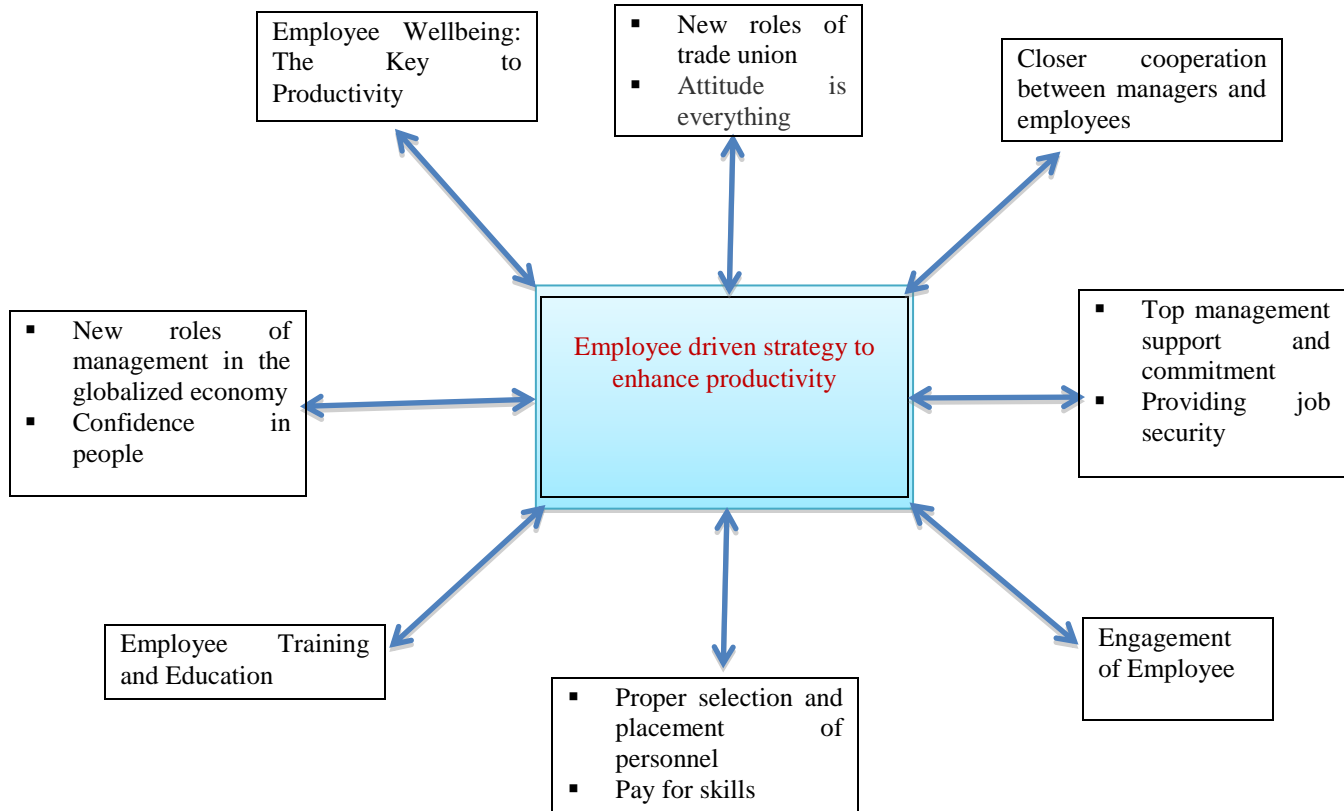 Employee Wellbeing:
The Key to
Productivity
▪ New roles of
trade union
▪ Attitude is
everything
Closer cooperation
between managers and
employees
▪ New roles of
management in the
globalized economy
▪ Confidence in
people
Employee driven strategy to
enhance productivity
▪ Top management
support and
commitment
▪ Providing job
security
Employee Training
and Education
▪ Proper selection and
placement of
personnel
▪ Pay for skills
Engagement
of Employee